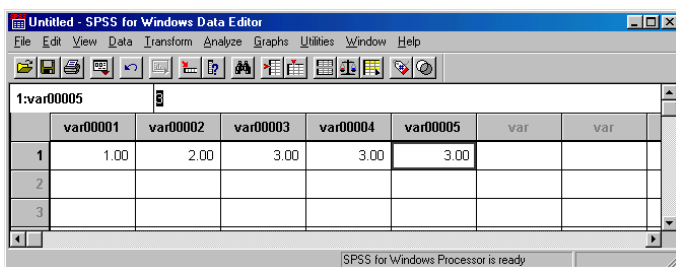 Untitled - SPSS for Windows Data Editor
File Edit View Data Transform Analyze Graphs Utilities Window Help
1:var00005 3
var00001 var00002 var00003 var00004 var00005 var var
1 1.00 2.00 3.00 3.00 3.00
2
3
SPSS for Windows Processor is ready